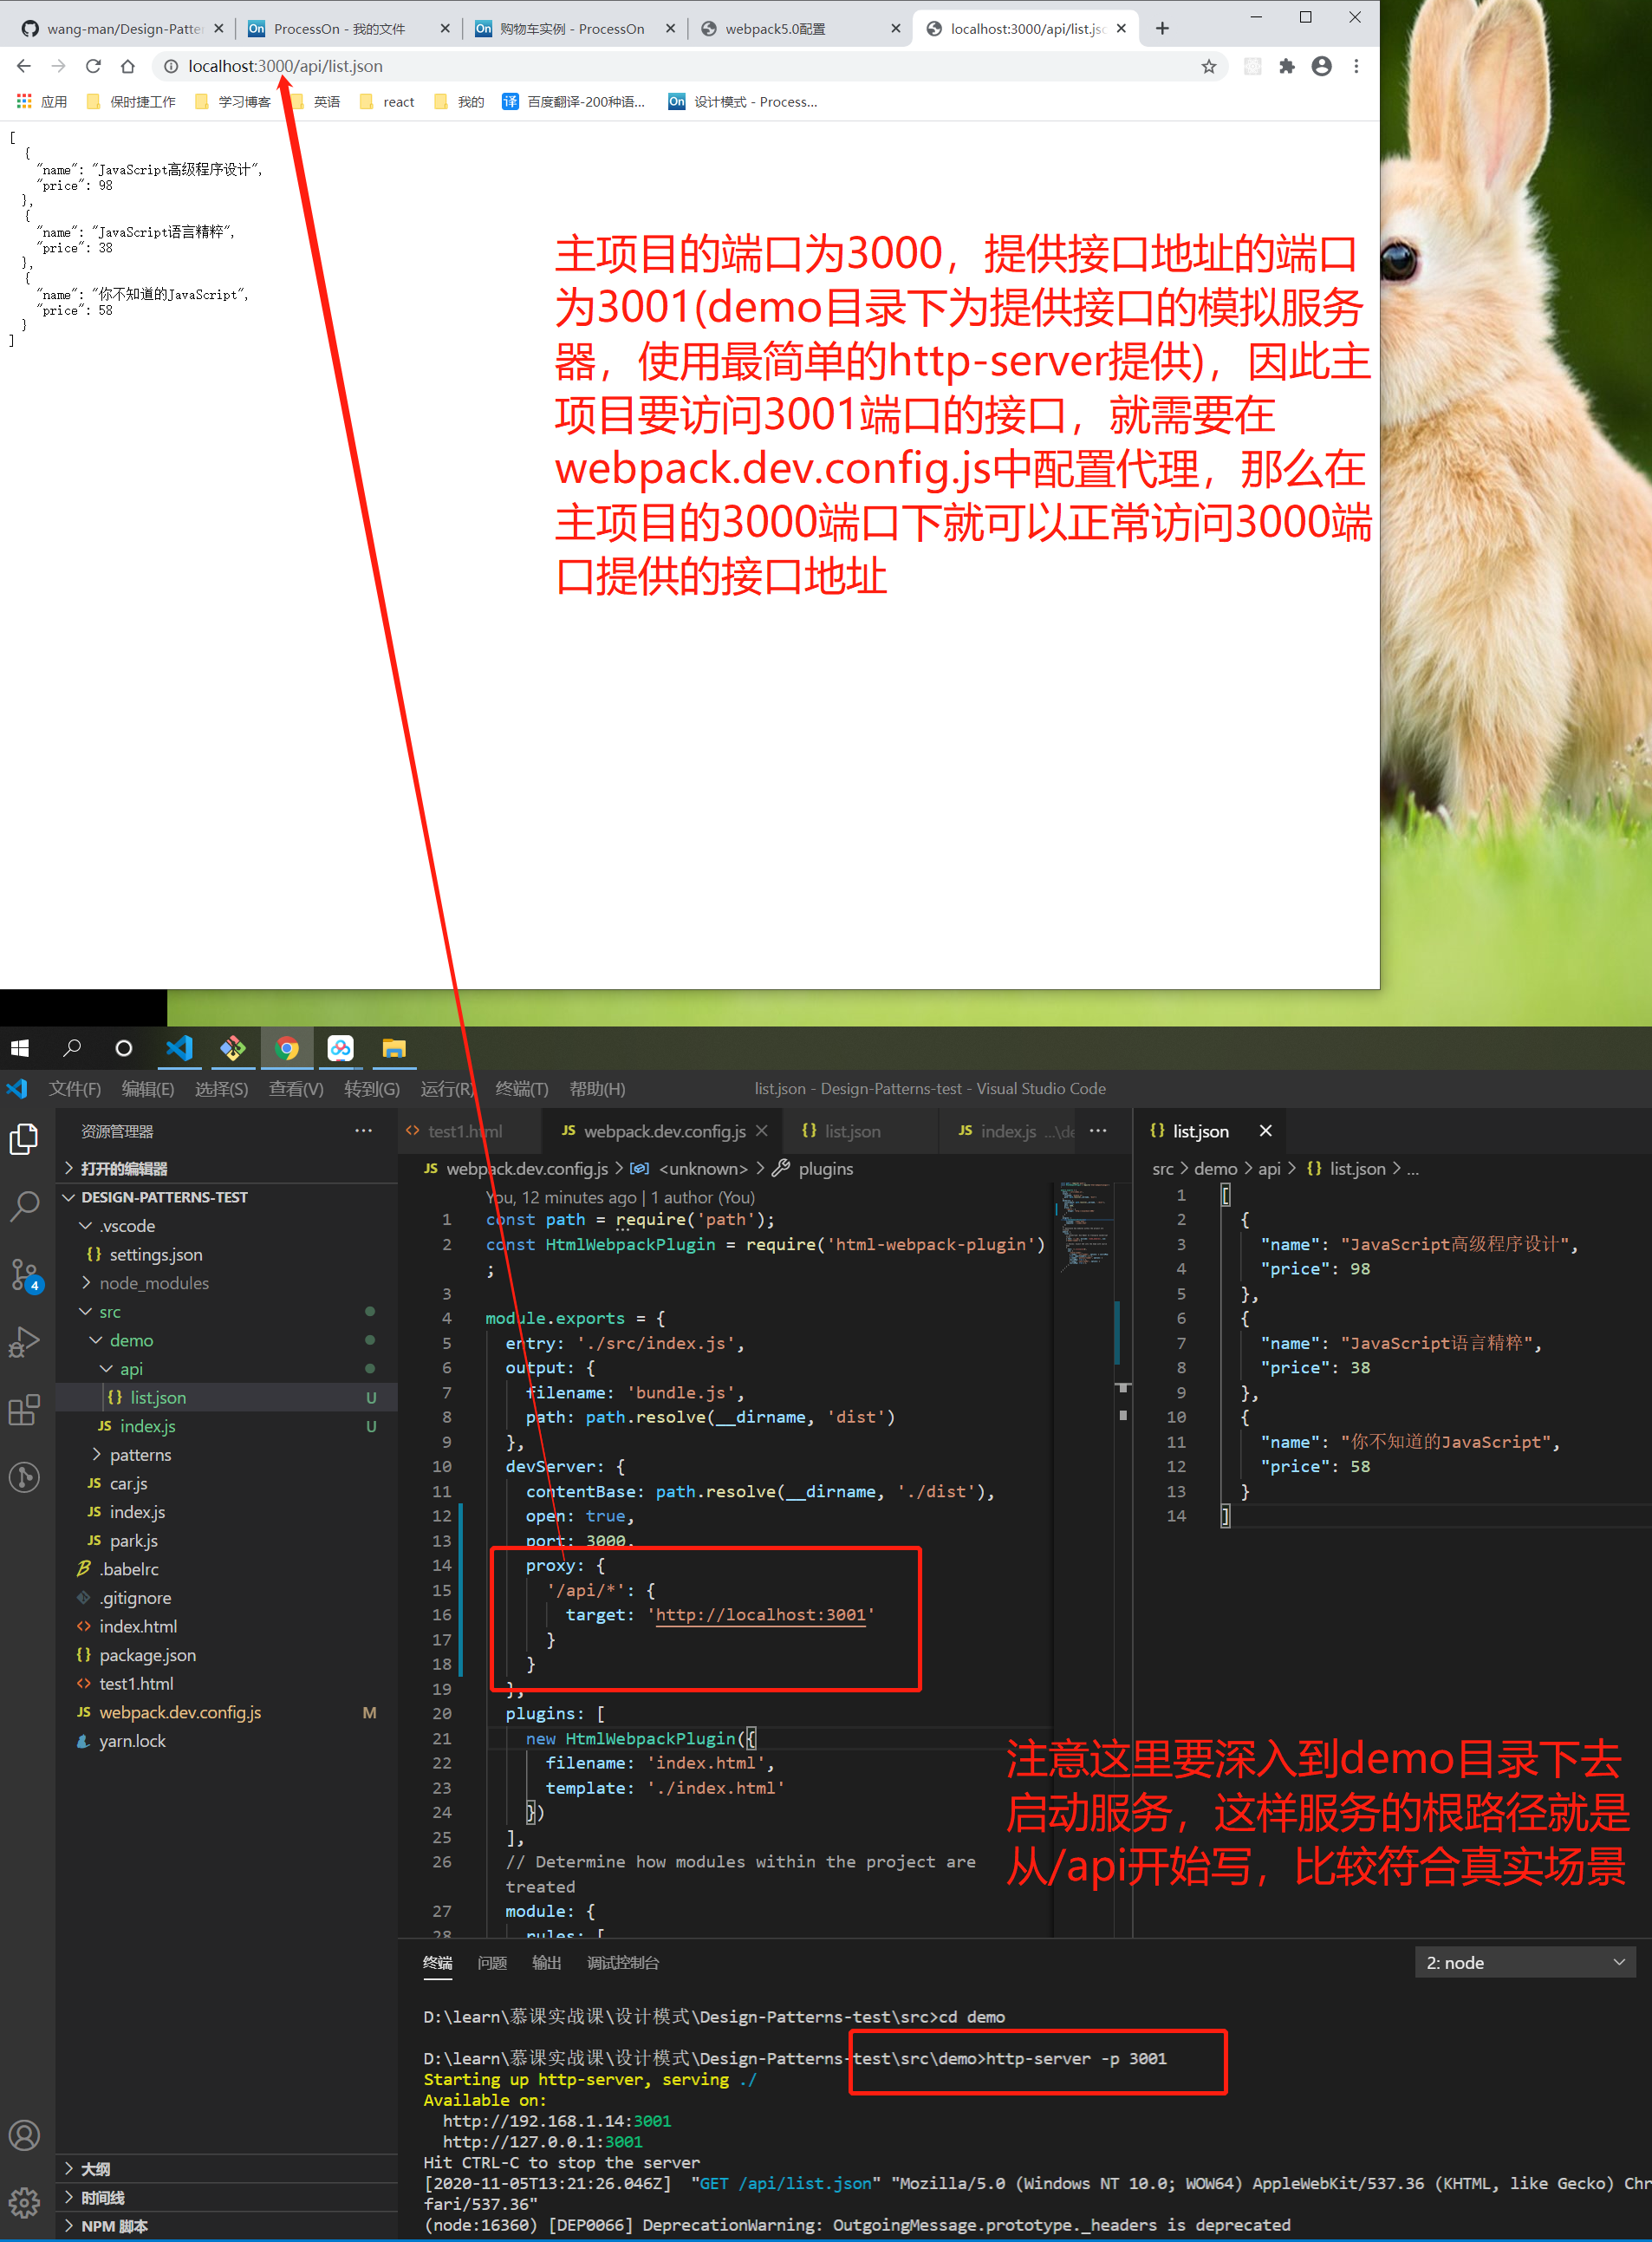 wang-man/Design-Patter
ProcessOn - 我的文件
购物车实例 - ProcessOn
webpack5.0配置
localhost:3000/api/list.jsc
localhost:3000/api/list.json
应用
保时捷工作
学习博客
英语
react
我的
译 百度翻译-200种语...
On 设计模式 - Process...
[
{
"name": "JavaScript高级程序设计",
"price": 98
},
{
"name": "JavaScript语言精粹",
"price": 38
},
{
"name": "你不知道的JavaScript",
"price": 58
}
]
主项目的端口为3000，提供接口地址的端口
为3001(demo目录下为提供接口的模拟服务
器，使用最简单的http-server提供)，因此主
项目要访问3001端口的接口，就需要在
webpack.dev.config.js中配置代理，那么在
主项目的3000端口下就可以正常访问3000端
口提供的接口地址
文件(F) 编辑(E) 选择(S) 查看(V) 转到(G) 运行(R) 终端(T) 帮助(H)
list.json - Design-Patterns-test - Visual Studio Code
资源管理器
打开的编辑器
DESIGN-PATTERNS-TEST
.vscode
{} settings.json
node_modules
src
demo
api
{} list.json U
JS index.js U
patterns
JS car.js
JS index.js
JS park.js
.babelrc
.gitignore
<> index.html
{} package.json
<> test1.html
JS webpack.dev.config.js M
yarn.lock
4
大纲
时间线
NPM 脚本
<> test1.html
JS webpack.dev.config.js
{} list.json
JS index.js ...\de
JS webpack.dev.config.js > <unknown> > plugins
You, 12 minutes ago | 1 author (You)
1 const path = require('path');
2 const HtmlWebpackPlugin = require('html-webpack-plugin')
;
3
4 module.exports = {
5 entry: './src/index.js',
6 output: {
7 filename: 'bundle.js',
8 path: path.resolve(__dirname, 'dist')
9 },
10 devServer: {
11 contentBase: path.resolve(__dirname, './dist'),
12 open: true,
13 port: 3000,
14 proxy: {
15 '/api/*': {
16 target: 'http://localhost:3001'
17 }
18 }
19 },
20 plugins: [
21 new HtmlWebpackPlugin({
22 filename: 'index.html',
23 template: './index.html'
24 })
25 ],
26 // Determine how modules within the project are
treated
27 module: {
28 rules: [
{} list.json
src > demo > api > {} list.json > ...
1 [
2 {
3 "name": "JavaScript高级程序设计",
4 "price": 98
5 },
6 {
7 "name": "JavaScript语言精粹",
8 "price": 38
9 },
10 {
11 "name": "你不知道的JavaScript",
12 "price": 58
13 }
14 ]
注意这里要深入到demo目录下去
启动服务，这样服务的根路径就是
从/api开始写，比较符合真实场景
终端 问题 输出 调试控制台
2: node
D:\learn\慕课实战课\设计模式\Design-Patterns-test\src>cd demo
D:\learn\慕课实战课\设计模式\Design-Patterns-test\src\demo>http-server -p 3001
Starting up http-server, serving ./
Available on:
http://192.168.1.14:3001
http://127.0.0.1:3001
Hit CTRL-C to stop the server
[2020-11-05T13:21:26.046Z] "GET /api/list.json" "Mozilla/5.0 (Windows NT 10.0; WOW64) AppleWebKit/537.36 (KHTML, like Gecko) Chr
fari/537.36"
(node:16360) [DEP0066] DeprecationWarning: OutgoingMessage.prototype._headers is deprecated